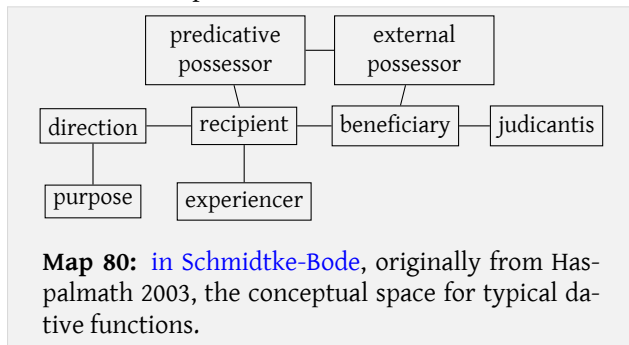 predicative
possessor
external
possessor
direction
recipient
beneficiary
judicantis
purpose
experiencer
Map 80: in Schmidtke-Bode, originally from Has-
palmath 2003, the conceptual space for typical da-
tive functions.